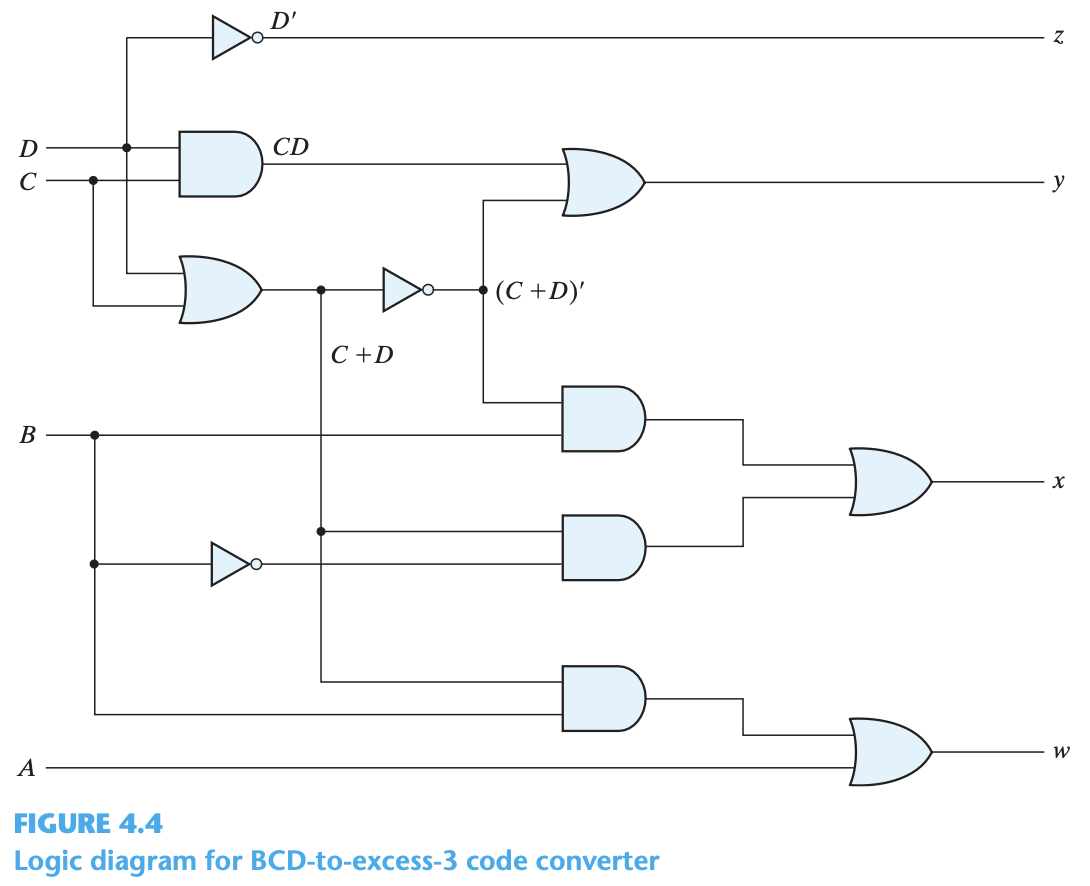 D′
z
D
CD
C
y
(C +D)′
C +D
B
x
A
w
FIGURE 4.4
Logic diagram for BCD-to-excess-3 code converter